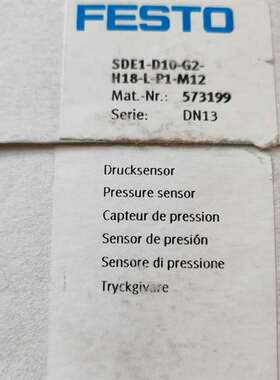 FESTO
SDE1-D10-G2-
H18-L-P1-M12
Mat.-Nr.: 573199
Serie: DN13
Drucksensor
Pressure sensor
Capteur de pression
Sensor de presión
Sensore di pressione
Tryckgivare